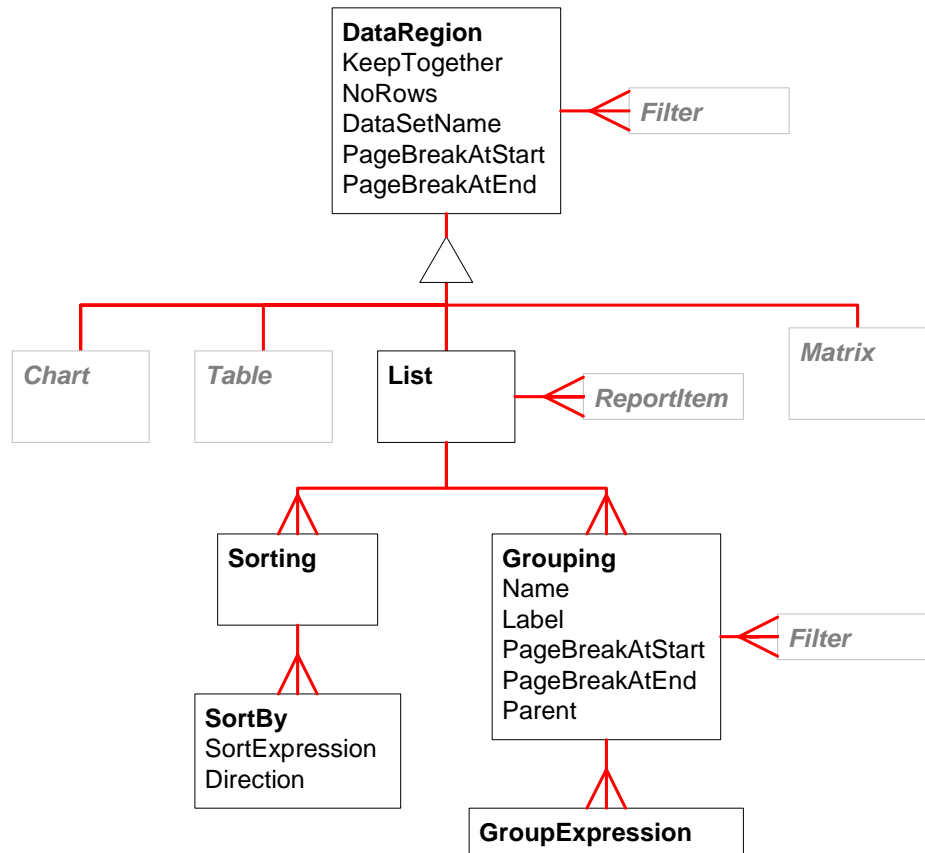 DataRegion
KeepTogether
NoRows
DataSetName
PageBreakAtStart
PageBreakAtEnd
Filter
Chart
Table
List
ReportItem
Matrix
Sorting
Grouping
Name
Label
PageBreakAtStart
PageBreakAtEnd
Parent
Filter
SortBy
SortExpression
Direction
GroupExpression